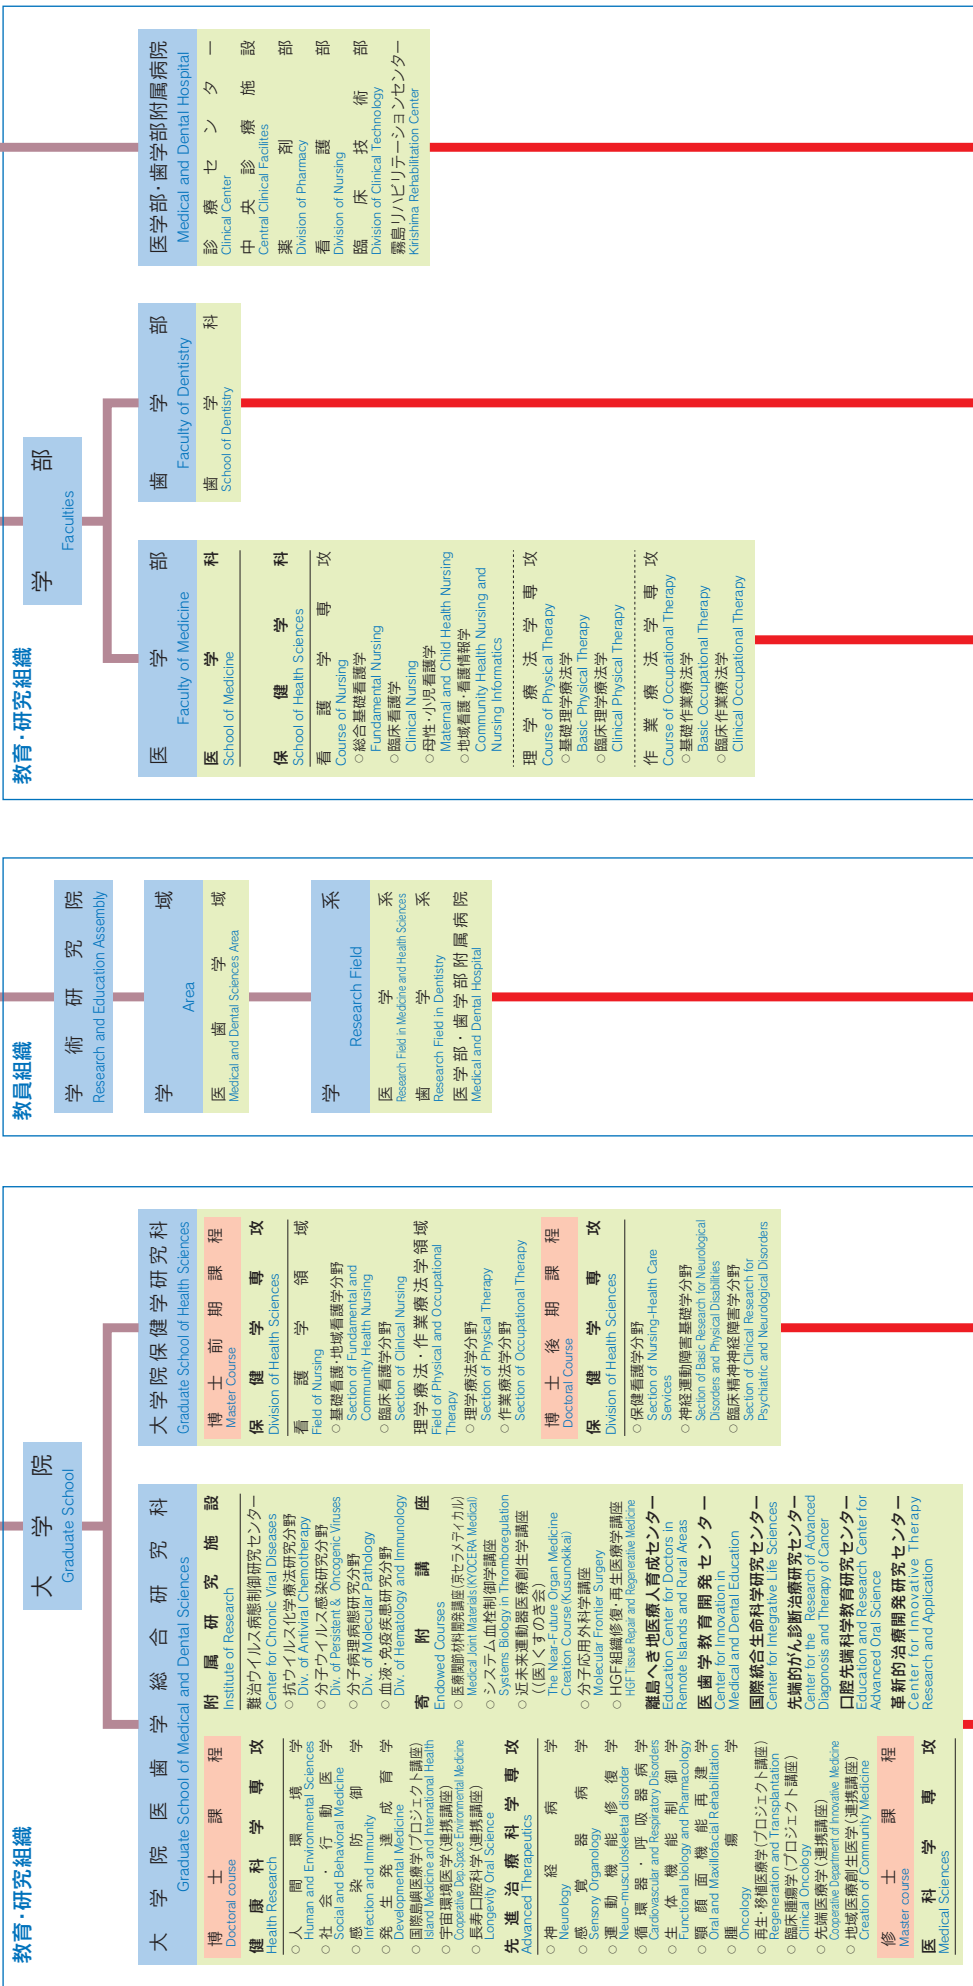 教育・研究組織
大学院
Graduate School
大学院医歯学総合研究科
Graduate School of Medical and Dental Sciences
博士課程
Doctoral course
健康科学専攻
Health Research
○人間環境学
Human and Environmental Sciences
○社会・行動医学
Social and Behavioral Medicine
○感染防御学
Infection and Immunity
○発生発達成育学
Developmental Medicine
○国際島嶼医療学(プロジェクト講座)
Island Medicine and International Health
○宇宙環境医学(連携講座)
Cooperative Dep.Space Environmental Medicine
○長寿口腔科学(連携講座)
Longevity Oral Science
先進治療科学専攻
Advanced Therapeutics
○神経病学
Neurology
○感覚器病学
Sensory Organology
○運動機能修復学
Neuro-musculoskeletal disorder
○循環器・呼吸器病学
Cardiovascular and Respiratory Disorders
○生体機能制御学
Functional biology and Pharmacology
○顎顔面機能再建学
Oral and Maxillofacial Rehabilitation
○腫瘍学
Oncology
○再生・移植医療学(プロジェクト講座)
Regeneration and Transplantation
○臨床腫瘍学(プロジェクト講座)
Clinical Oncology
○先端医療学(連携講座)
Cooperative Department of Innovative Medicine
○地域医療創生医学(連携講座)
Creation of Community Medicine
修士課程
Master course
医科学専攻
Medical Sciences
附属研究施設
Institute of Research
難治ウイルス病態制御研究センター
Center for Chronic Viral Diseases
○抗ウイルス化学療法研究分野
Div. of Antiviral Chemotherapy
○分子ウイルス感染研究分野
Div. of Persistent & Oncogenic Viruses
○分子病理病態研究分野
Div. of Molecular Pathology
○血液・免疫疾患研究分野
Div. of Hematology and Immunology
寄附講座
Endowed Courses
○医療関節材料開発講座(京セラメディカル)
Medical Joint Materials(KYOCERA Medical)
○システム血栓制御学講座
Systems Biology in Thromboregulation
○近未来運動器医療創生学講座
((医)くすのき会)
The Near-Future Organ Medicine
Creation Course(Kusunokikai)
○分子応用外科学講座
Molecular Frontier Surgery
○HGF組織修復・再生医療学講座
HGF Tissue Repair and Regenerative Medicine
離島へき地医療人育成センター
Education Center for Doctors in
Remote Islands and Rural Areas
医歯学教育開発センター
Center for Innovation in
Medical and Dental Education
国際統合生命科学研究センター
Center for Integrative Life Sciences
先端的がん診断治療研究センター
Center for the Research of Advanced
Diagnosis and Therapy of Cancer
口腔先端科学教育研究センター
Education and Research Center for
Advanced Oral Science
革新的治療開発研究センター
Center for Innovative Therapy
Research and Application
大学院保健学研究科
Graduate School of Health Sciences
博士前期課程
Master Course
保健学専攻
Division of Health Sciences
看護学領域
Field of Nursing
○基礎看護・地域看護学分野
Section of Fundamental and
Community Health Nursing
○臨床看護学分野
Section of Clinical Nursing
理学療法・作業療法学領域
Field of Physical and Occupational
Therapy
○理学療法学分野
Section of Physical Therapy
○作業療法学分野
Section of Occupational Therapy
博士後期課程
Doctoral Course
保健学専攻
Division of Health Sciences
○保健看護学分野
Section of Nursing-Health Care
Services
○神経運動障害基礎学分野
Section of Basic Research for Neurological
Disorders and Physical Disabilities
○臨床精神神経障害学分野
Section of Clinical Research for
Psychiatric and Neurological Disorders
教員組織
学術研究院
Research and Education Assembly
学域
Area
医歯学域
Medical and Dental Sciences Area
学系
Research Field
医学系
Research Field in Medicine and Health Sciences
歯学系
Research Field in Dentistry
医学部・歯学部附属病院
Medical and Dental Hospital
教育・研究組織
学部
Faculties
医学部
Faculty of Medicine
医学科
School of Medicine
保健学科
School of Health Sciences
看護学専攻
Course of Nursing
○総合基礎看護学
Fundamental Nursing
○臨床看護学
Clinical Nursing
○母性・小児看護学
Maternal and Child Health Nursing
○地域看護・看護情報学
Community Health Nursing and
Nursing Informatics
理学療法学専攻
Course of Physical Therapy
○基礎理学療法学
Basic Physical Therapy
○臨床理学療法学
Clinical Physical Therapy
作業療法学専攻
Course of Occupational Therapy
○基礎作業療法学
Basic Occupational Therapy
○臨床作業療法学
Clinical Occupational Therapy
歯学部
Faculty of Dentistry
歯学科
School of Dentistry
医学部・歯学部附属病院
Medical and Dental Hospital
診療センター
Clinical Center
中央診療施設
Central Clinical Facilites
薬剤部
Division of Pharmacy
看護部
Division of Nursing
臨床技術部
Division of Clinical Technology
霧島リハビリテーションセンター
Kirishima Rehabilitation Center